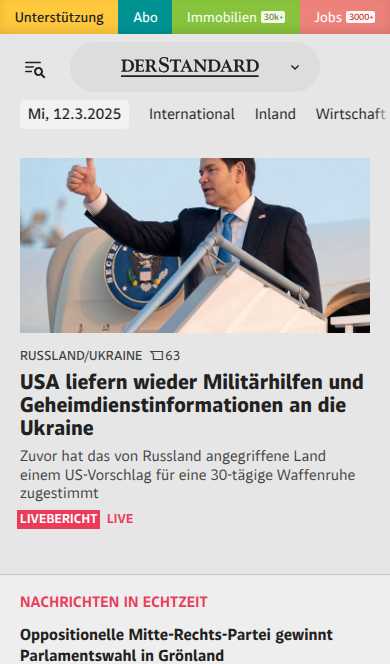 Unterstützung Abo Immobilien 30k+ Jobs 3000+
DERSTANDARD
Mi, 12.3.2025 International Inland Wirtschaft
RUSSLAND/UKRAINE 63
USA liefern wieder Militärhilfen und
Geheimdienstinformationen an die
Ukraine
Zuvor hat das von Russland angegriffene Land
einem US-Vorschlag für eine 30-tägige Waffenruhe
zugestimmt
LIVEBERICHT LIVE
NACHRICHTEN IN ECHTZEIT
Oppositionelle Mitte-Rechts-Partei gewinnt
Parlamentswahl in Grönland